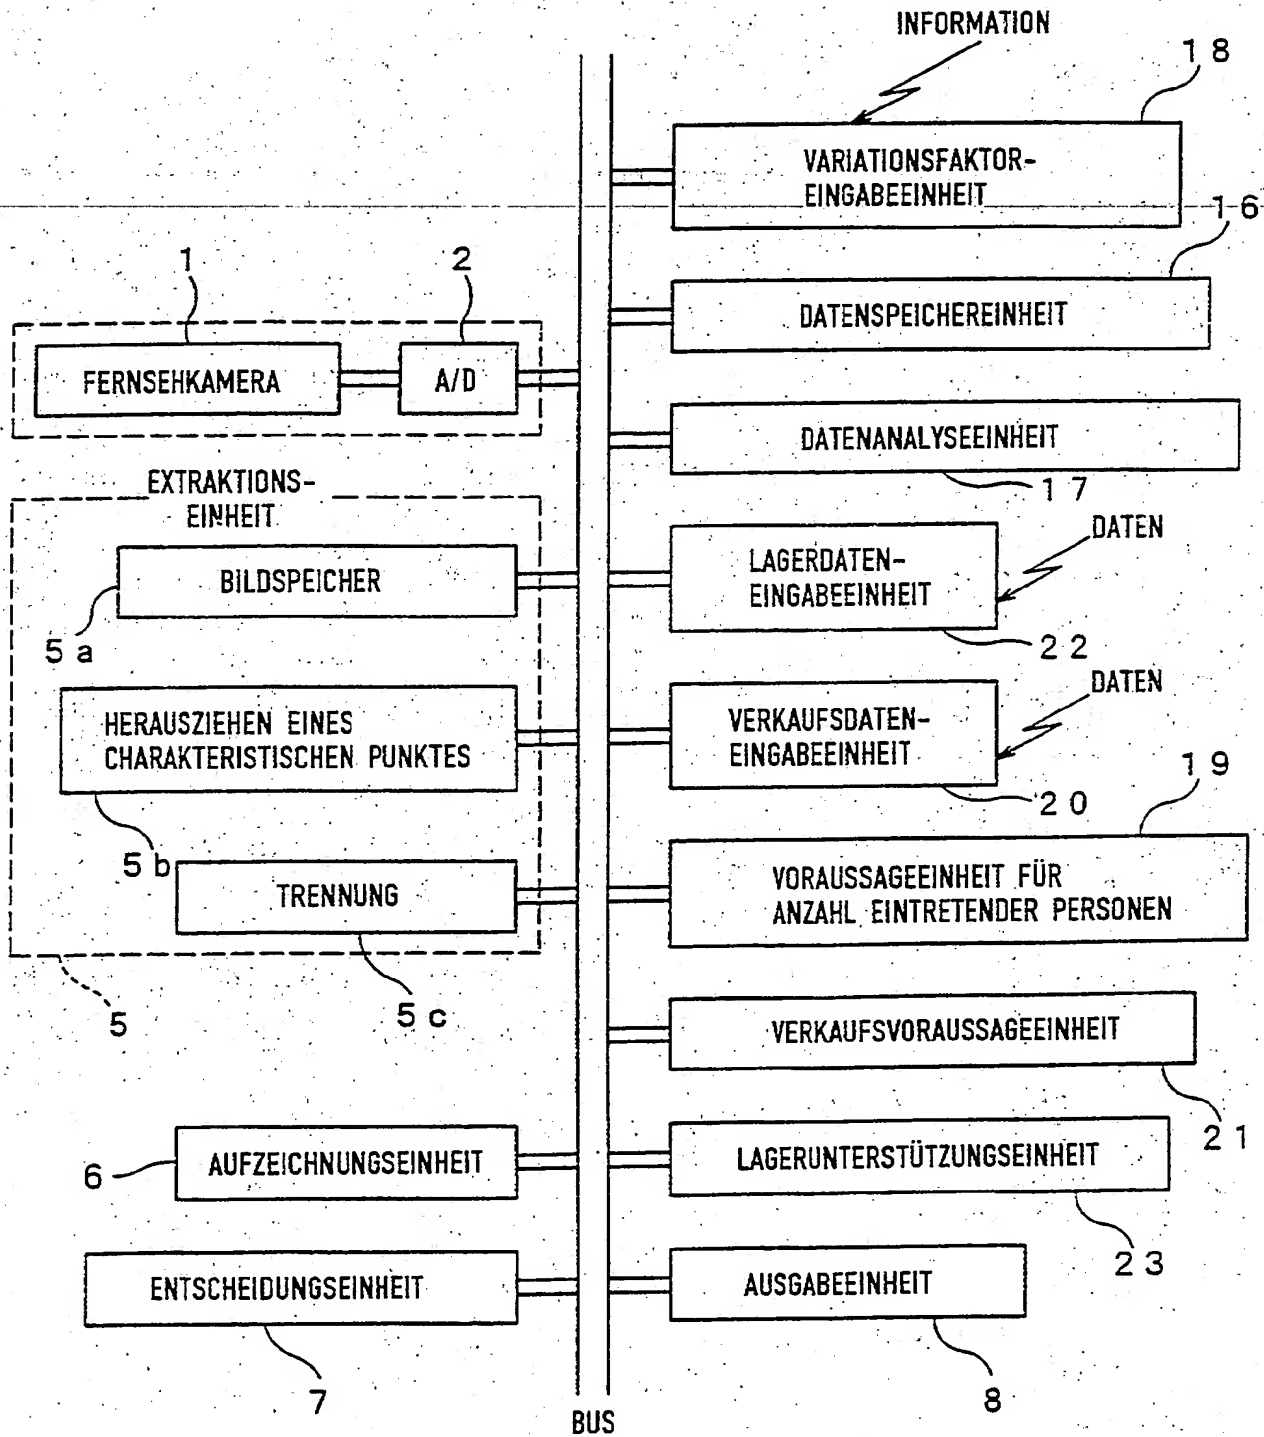 INFORMATION
18
VARIATIONSFAKTOR-
EINGABEEINHEIT
16
DATENSPEICHEREINHEIT
1
2
FERNSEHKAMERA
A/D
DATENANALYSEEINHEIT
17
EXTRAKTIONS-
EINHEIT
BILDSPEICHER
5a
LAGERDATEN-
EINGABEEINHEIT
DATEN
22
HERAUSZIEHEN EINES
CHARAKTERISTISCHEN PUNKTES
5b
VERKAUFSDATEN-
EINGABEEINHEIT
DATEN
20
19
TRENNUNG
5c
5
VORAUSSAGEEINHEIT FÜR
ANZAHL EINTRETENDER PERSONEN
VERKAUFSVORAUSSAGEEINHEIT
21
6
AUFZEICHNUNGSEINHEIT
LAGERUNTERSTÜTZUNGSEINHEIT
23
ENTSCHEIDUNGSEINHEIT
7
AUSGABEEINHEIT
8
BUS